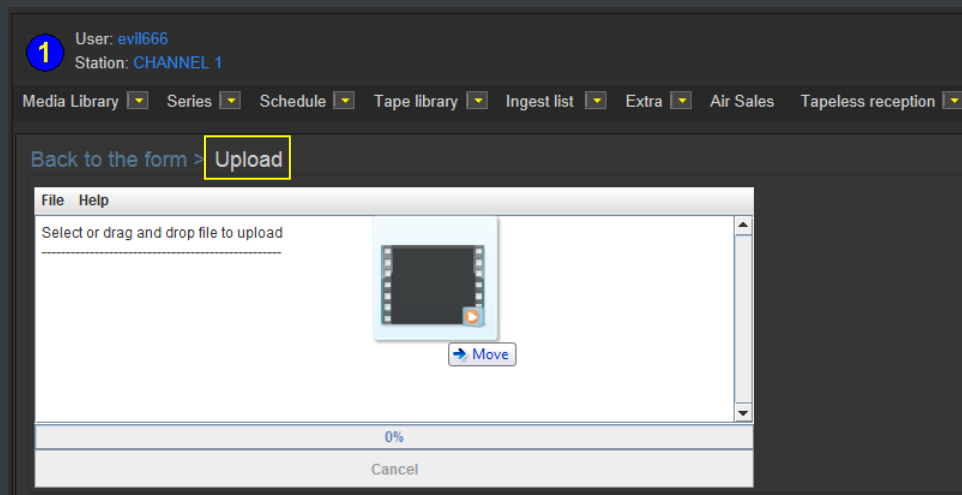 1
User: evil666
Station: CHANNEL 1
Media Library Series Schedule Tape library Ingest list Extra Air Sales Tapeless reception
Back to the form > Upload
File Help
Select or drag and drop file to upload
--------------------------------------------------
Move
0%
Cancel